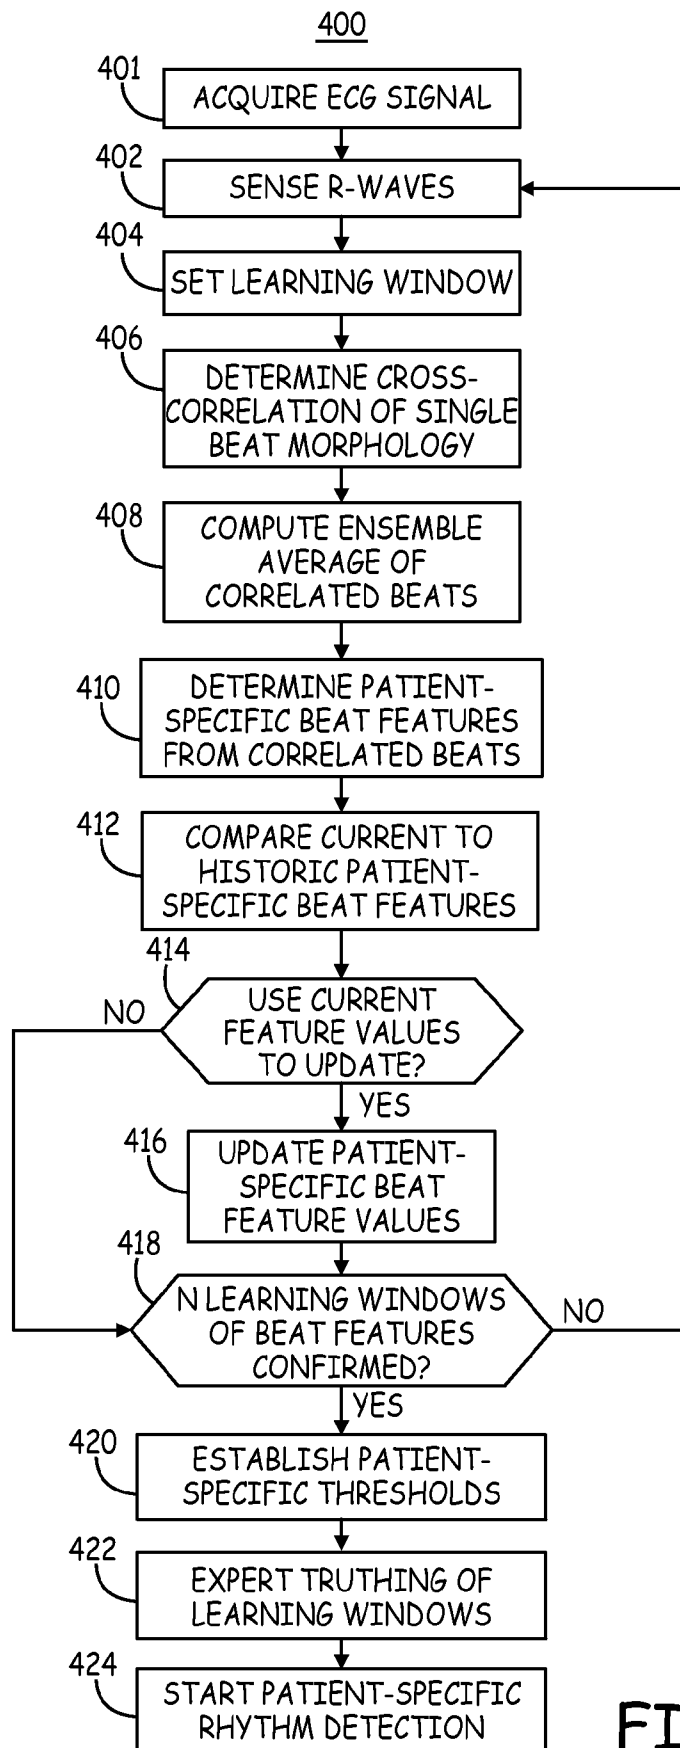 400
401
ACQUIRE ECG SIGNAL
402
SENSE R-WAVES
404
SET LEARNING WINDOW
406
DETERMINE CROSS-
CORRELATION OF SINGLE
BEAT MORPHOLOGY
408
COMPUTE ENSEMBLE
AVERAGE OF
CORRELATED BEATS
410
DETERMINE PATIENT-
SPECIFIC BEAT FEATURES
FROM CORRELATED BEATS
412
COMPARE CURRENT TO
HISTORIC PATIENT-
SPECIFIC BEAT FEATURES
414
NO
USE CURRENT
FEATURE VALUES
TO UPDATE?
YES
416
UPDATE PATIENT-
SPECIFIC BEAT
FEATURE VALUES
418
N LEARNING WINDOWS
OF BEAT FEATURES
CONFIRMED?
NO
YES
420
ESTABLISH PATIENT-
SPECIFIC THRESHOLDS
422
EXPERT TRUTHING OF
LEARNING WINDOWS
424
START PATIENT-SPECIFIC
RHYTHM DETECTION